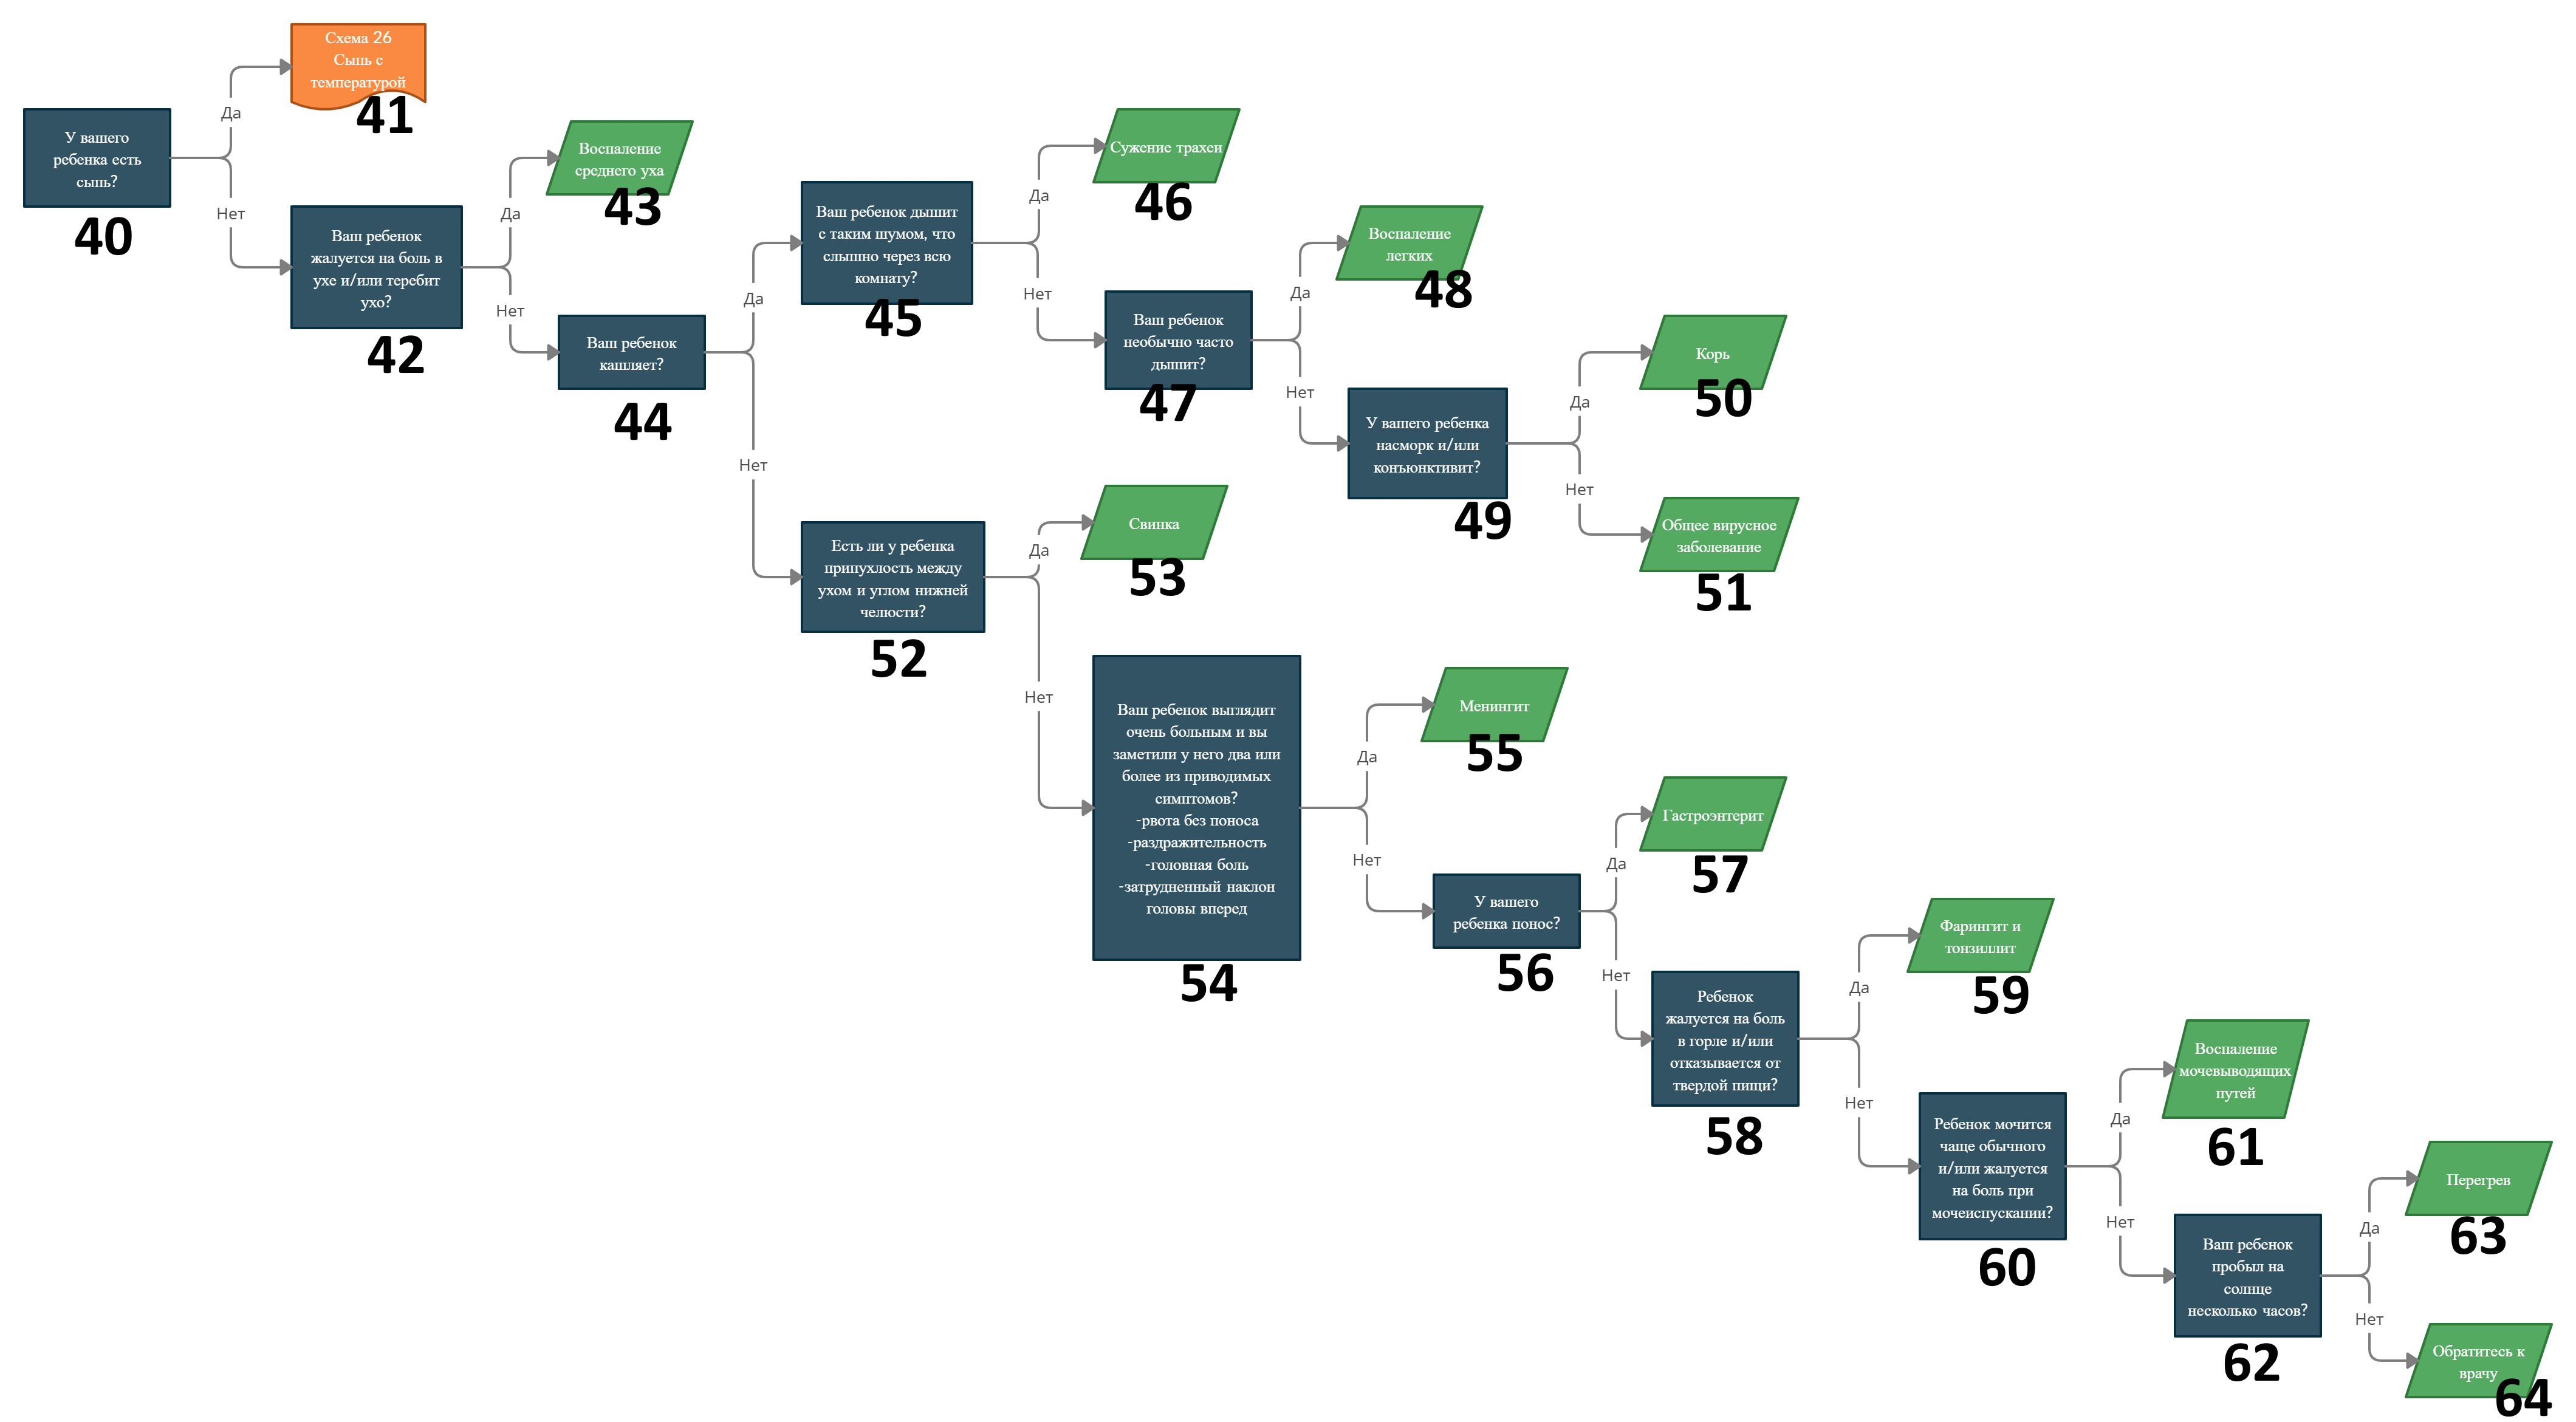 Схема 26
Сыпь с
температурой
41
Да
У вашего
ребенка есть
сыпь?
40
Нет
Воспаление
среднего уха
43
Да
Ваш ребенок
жалуется на боль в
ухе и/или теребит
ухо?
42
Нет
Ваш ребенок
кашляет?
44
Да
Ваш ребенок дышит
с таким шумом, что
слышно через всю
комнату?
45
Да
Сужение трахеи
46
Нет
Ваш ребенок
необычно часто
дышит?
47
Да
Воспаление
легких
48
Нет
У вашего ребенка
насморк и/или
конъюнктивит?
49
Да
Корь
50
Нет
Общее вирусное
заболевание
51
Нет
Есть ли у ребенка
припухлость между
ухом и углом нижней
челюсти?
52
Да
Свинка
53
Нет
Ваш ребенок выглядит
очень больным и вы
заметили у него два или
более из приводимых
симптомов?
-рвота без поноса
-раздражительность
-головная боль
-затрудненный наклон
головы вперед
54
Да
Менингит
55
Нет
У вашего
ребенка понос?
56
Да
Гастроэнтерит
57
Нет
Ребенок
жалуется на боль
в горле и/или
отказывается от
твердой пищи?
58
Да
Фарингит и
тонзиллит
59
Нет
Ребенок мочится
чаще обычного
и/или жалуется
на боль при
мочеиспускании?
60
Да
Воспаление
мочевыводящих
путей
61
Нет
Ваш ребенок
пробыл на
солнце
несколько часов?
62
Да
Перегрев
63
Нет
Обратитесь к
врачу
64